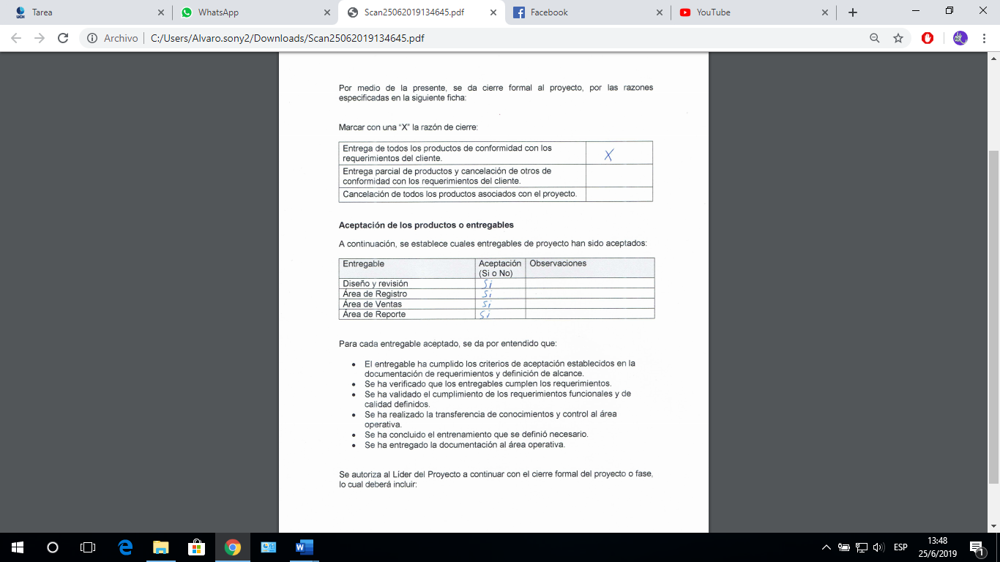 Tarea
WhatsApp
Scan25062019134645.pdf
Facebook
YouTube
Archivo
C:/Users/Alvaro.sony2/Downloads/Scan25062019134645.pdf
Por medio de la presente, se da cierre formal al proyecto, por las razones
especificadas en la siguiente ficha:
Marcar con una “X” la razón de cierre:
Entrega de todos los productos de conformidad con los
requerimientos del cliente.
X
Entrega parcial de productos y cancelación de otros de
conformidad con los requerimientos del cliente.
Cancelación de todos los productos asociados con el proyecto.
Aceptación de los productos o entregables
A continuación, se establece cuales entregables de proyecto han sido aceptados:
Entregable Aceptación Observaciones
(Si o No)
Diseño y revisión Si
Área de Registro Si
Área de Ventas Si
Área de Reporte Si
Para cada entregable aceptado, se da por entendido que:
• El entregable ha cumplido los criterios de aceptación establecidos en la
documentación de requerimientos y definición de alcance.
• Se ha verificado que los entregables cumplen los requerimientos.
• Se ha validado el cumplimiento de los requerimientos funcionales y de
calidad definidos.
• Se ha realizado la transferencia de conocimientos y control al área
operativa.
• Se ha concluido el entrenamiento que se definió necesario.
• Se ha entregado la documentación al área operativa.
Se autoriza al Líder del Proyecto a continuar con el cierre formal del proyecto o fase,
lo cual deberá incluir:
ESP
13:48
25/6/2019
1